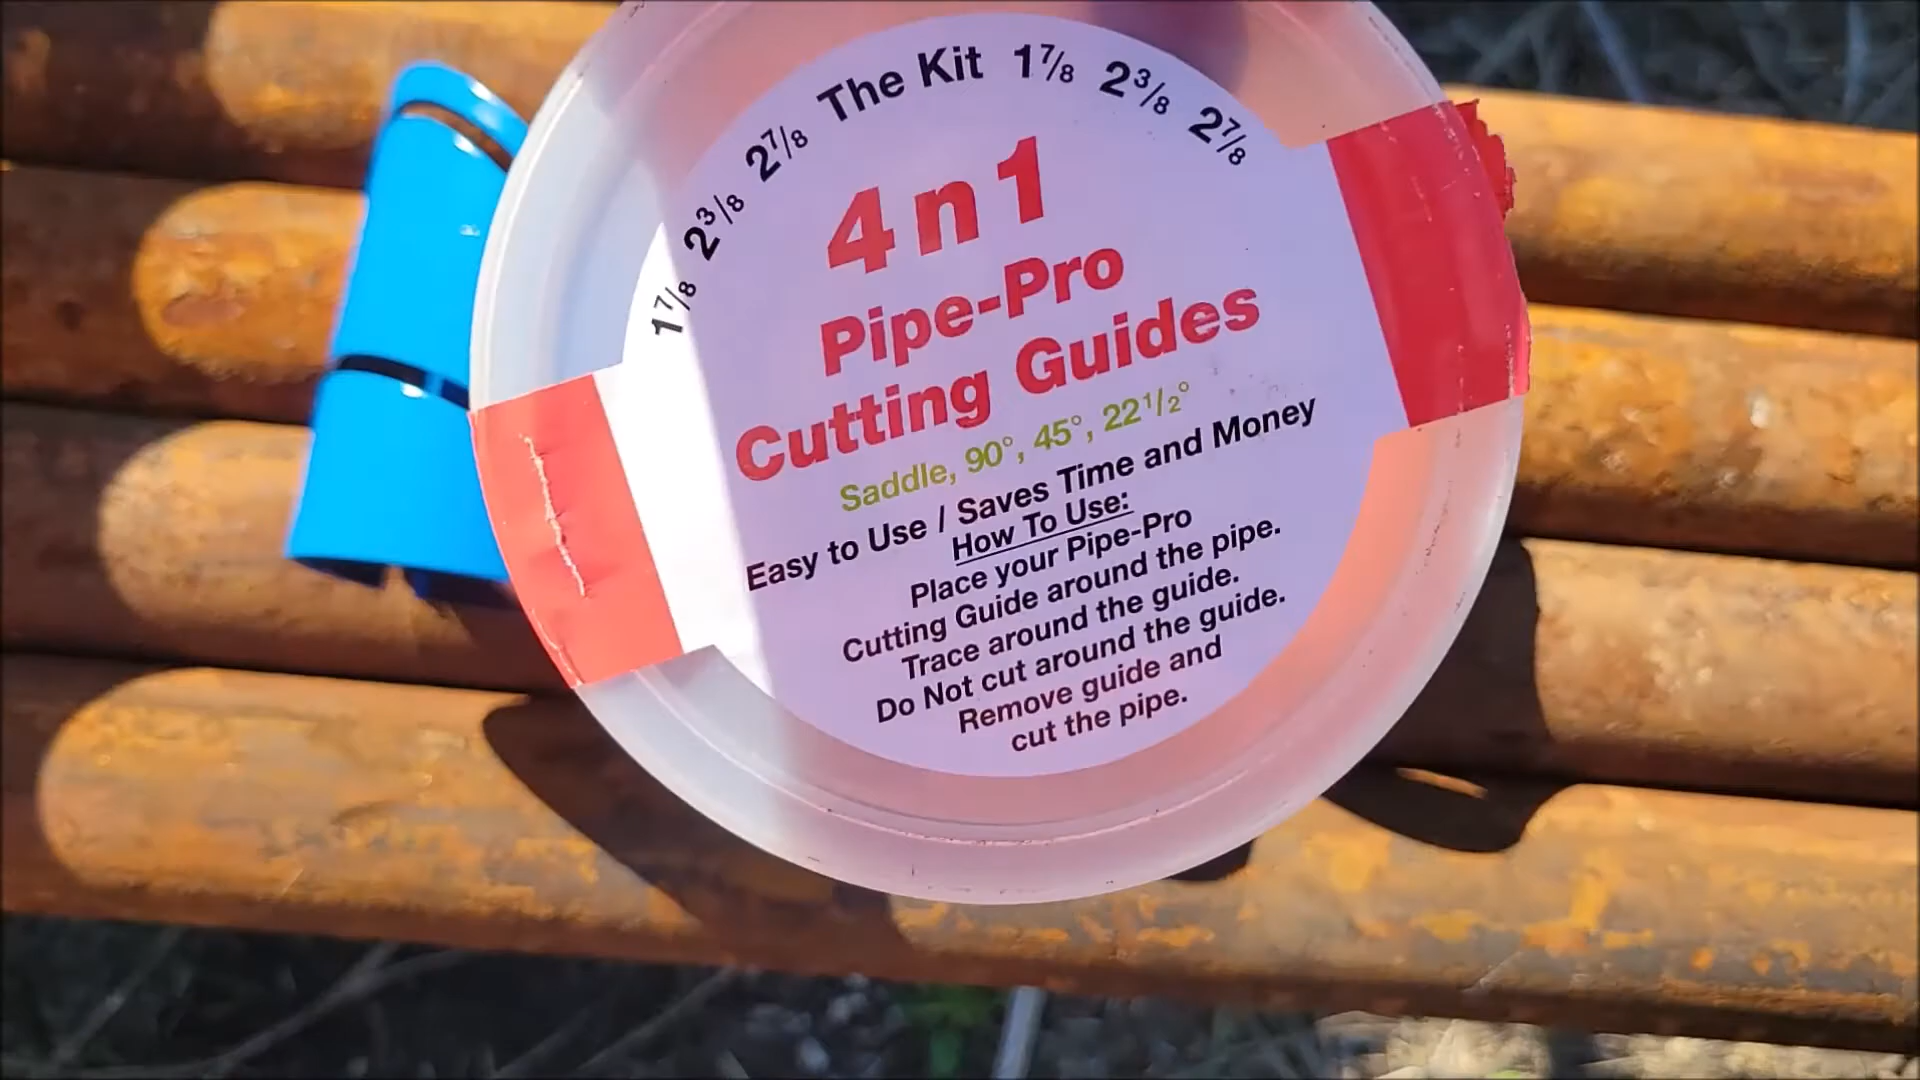 1⅞ 2⅜ 2⅞ The Kit 1⅞ 2⅜ 2⅞
4 n 1
Pipe-Pro
Cutting Guides
Saddle, 90°, 45°, 22½°
Easy to Use / Saves Time and Money
How To Use:
Place your Pipe-Pro
Cutting Guide around the pipe.
Trace around the guide.
Do Not cut around the guide.
Remove guide and
cut the pipe.